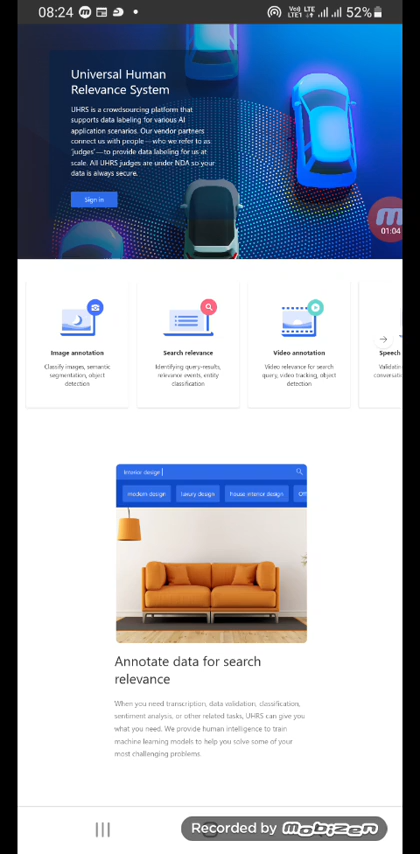 08:24
Vo) LTE
LTE1
52%
Universal Human
Relevance System
UHRS is a crowdsourcing platform that
supports data labeling for various AI
application scenarios. Our vendor partners
connect us with people—who we refer to as
'judges'—to provide data labeling for us at
scale. All UHRS judges are under NDA so your
data is always secure.
Sign in
01:04
Image annotation
Classify images, semantic
segmentation, object
detection
Search relevance
Identifying query-results,
relevance events, entity
classification
Video annotation
Video relevance for search
query, video tracking, object
detection
Speech
Validatin
conversatio
Interior design
modern design
luxury design
house interior design
Annotate data for search
relevance
When you need transcription, data validation, classification,
sentiment analysis, or other related tasks, UHRS can give you
what you need. We provide human intelligence to train
machine learning models to help you solve some of your
most challenging problems.
Recorded by mobizen